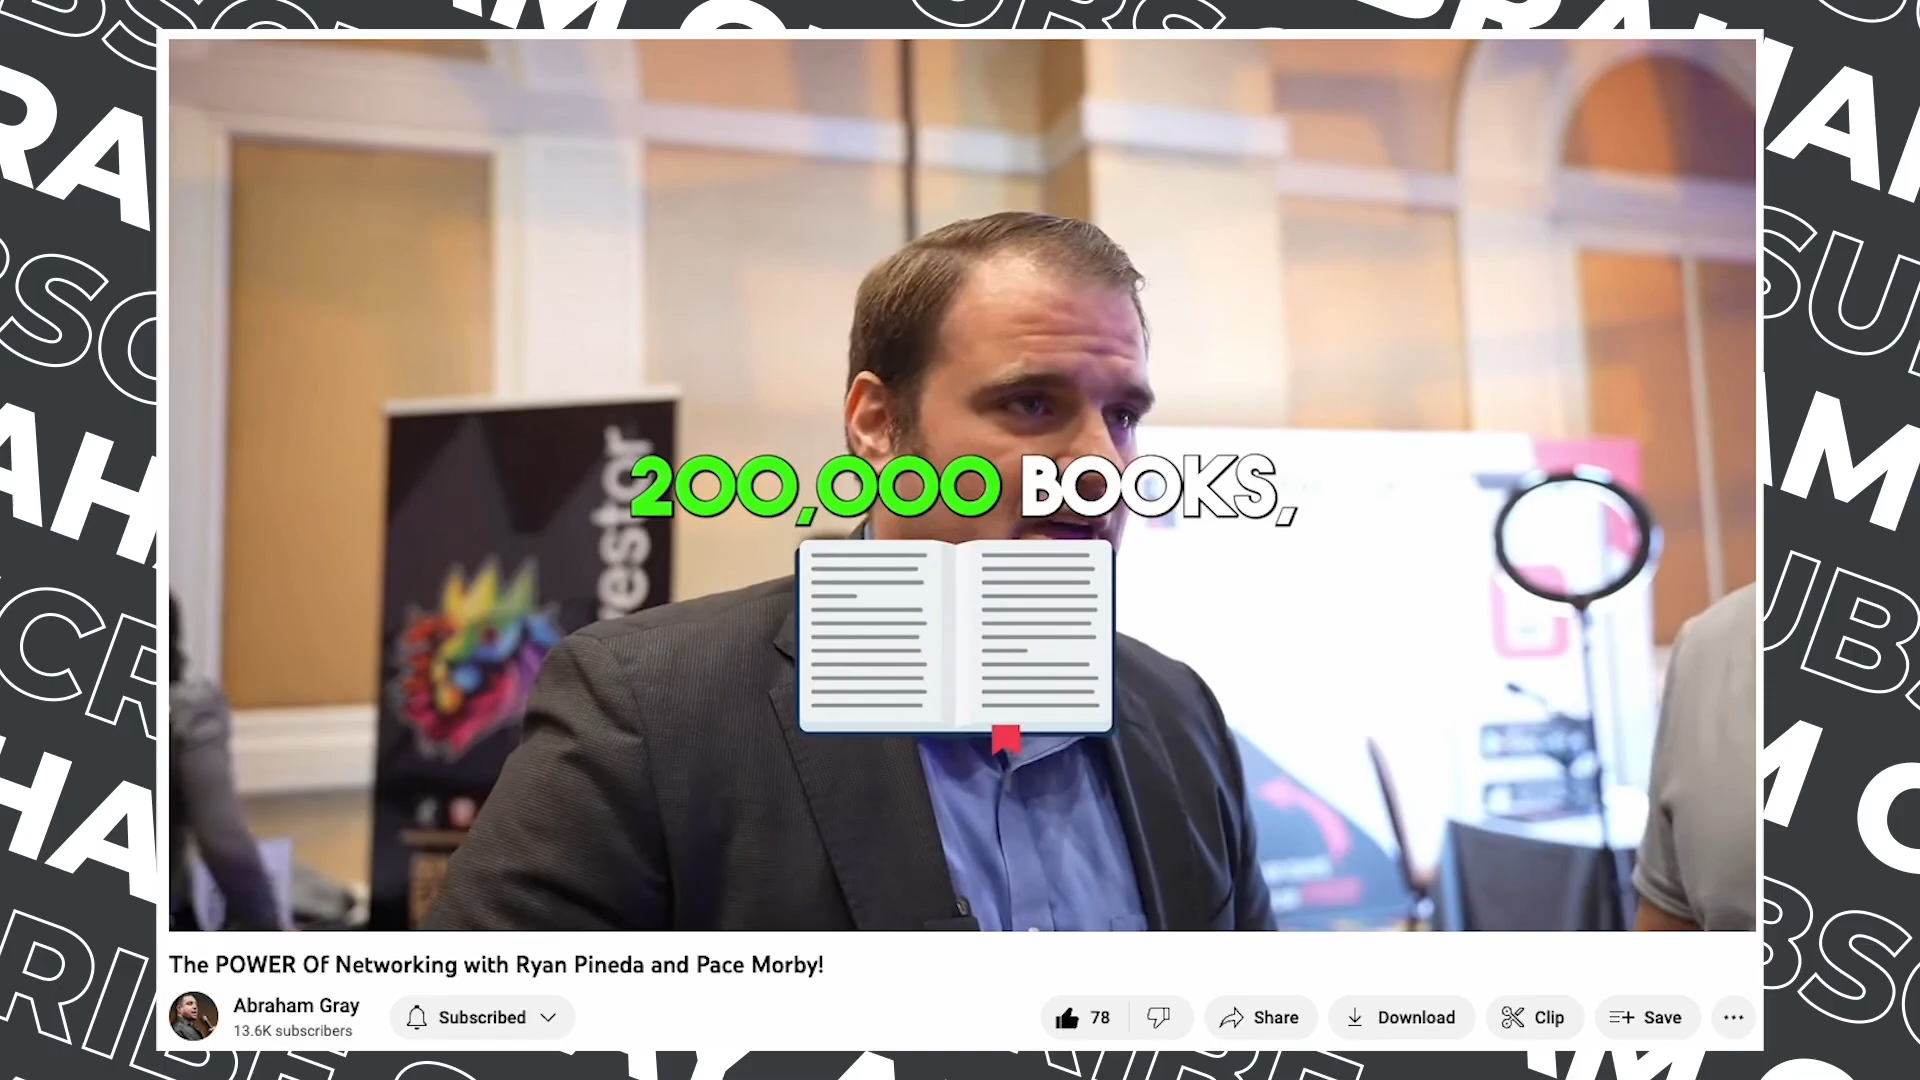 200,000 BOOKS,
vestor
The POWER Of Networking with Ryan Pineda and Pace Morby!
Abraham Gray
13.6K subscribers
Subscribed
78
Share
Download
Clip
Save